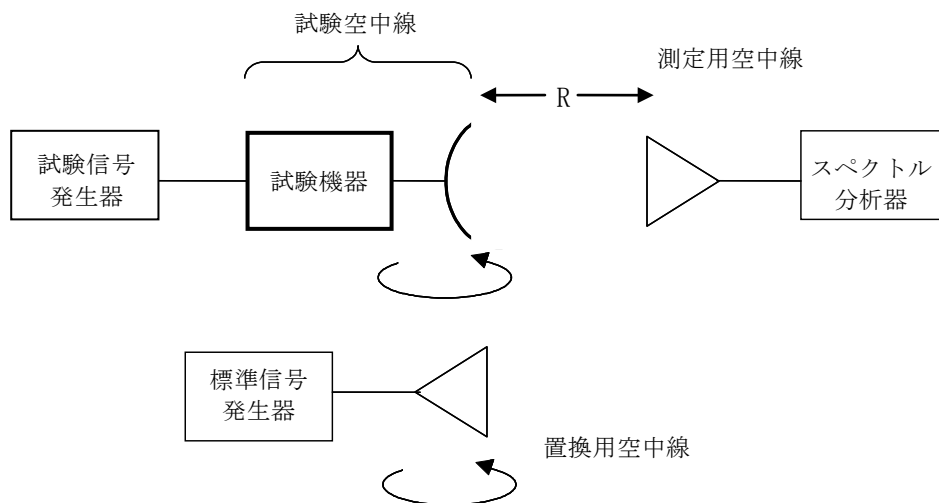 試験空中線
測定用空中線
R
試験信号
発生器
試験機器
スペクトル
分析器
標準信号
発生器
置換用空中線